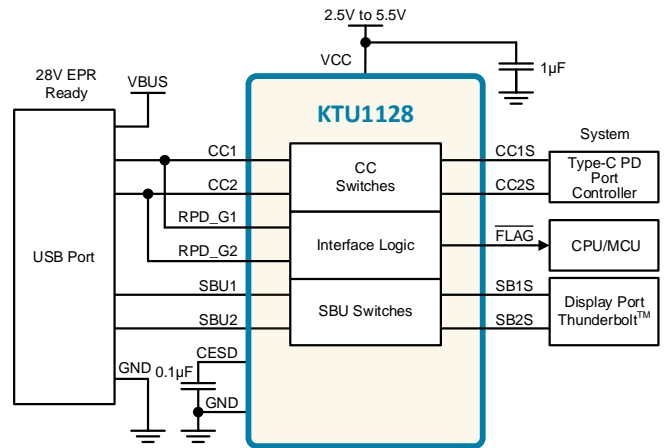 2.5V to 5.5V
VCC
1µF
28V EPR
Ready
VBUS
KTU1128
System
CC1
CC2
RPD_G1
RPD_G2
CC
Switches
CC1S
CC2S
Type-C PD
Port
Controller
USB Port
Interface Logic
FLAG
CPU/MCU
SBU1
SBU2
SBU Switches
SB1S
SB2S
Display Port
Thunderbolt™
GND
CESD
0.1µF
GND